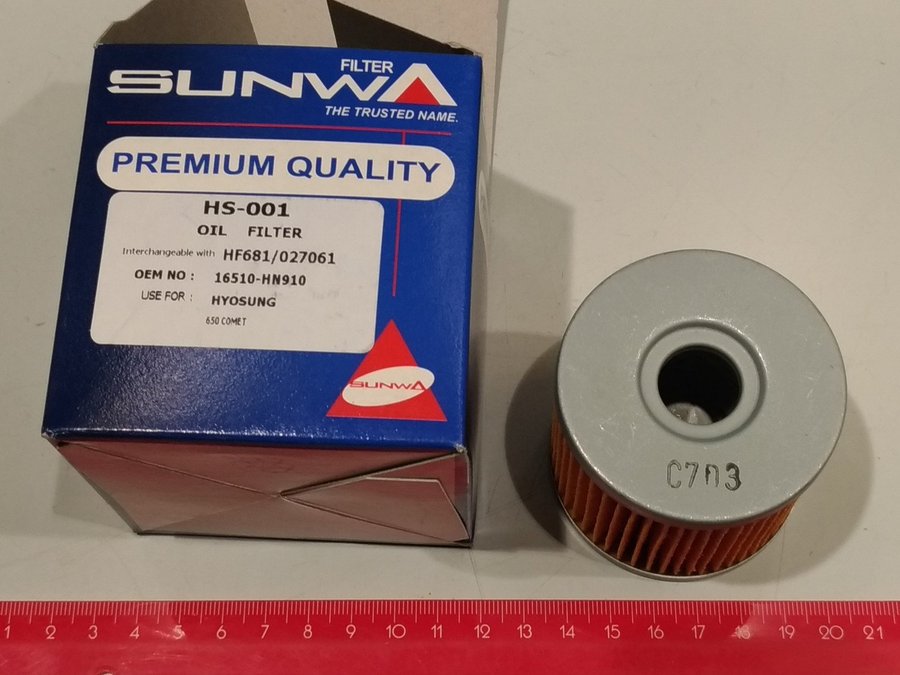 FILTER
SUNWA
THE TRUSTED NAME.
PREMIUM QUALITY
HS-001
OIL FILTER
Interchangeable with HF681/027061
OEM NO : 16510-HN910
USE FOR : HYOSUNG
650 COMET
SUNWA
C703
1 2 3 4 5 6 7 8 9 10 11 12 13 14 15 16 17 18 19 20 21